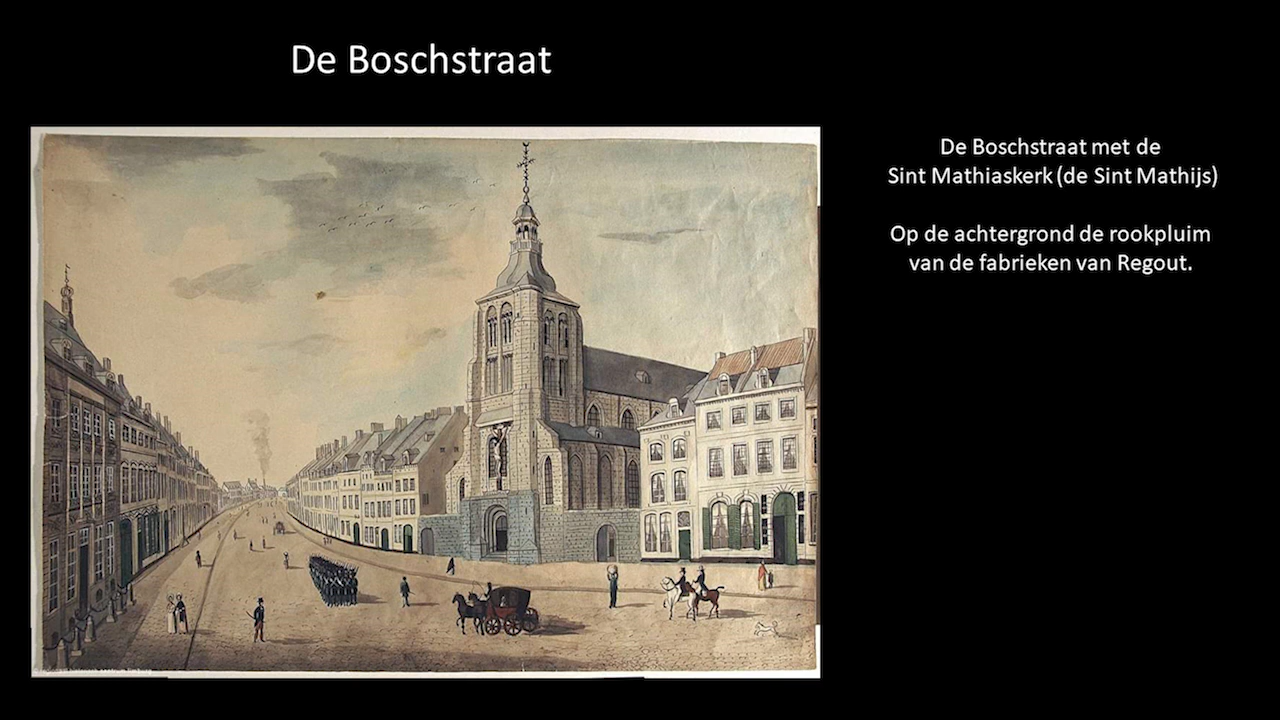 De Boschstraat
De Boschstraat met de
Sint Mathiaskerk (de Sint Mathijs)
Op de achtergrond de rookpluim
van de fabrieken van Regout.